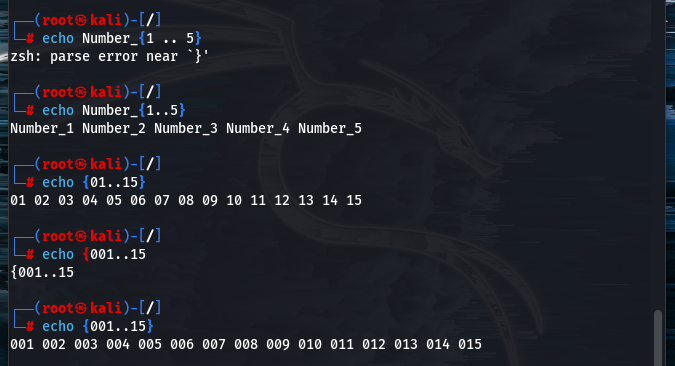 ┌──(root㉿kali)-[/]
└─# echo Number_{1 .. 5}
zsh: parse error near `}'
┌──(root㉿kali)-[/]
└─# echo Number_{1..5}
Number_1 Number_2 Number_3 Number_4 Number_5
┌──(root㉿kali)-[/]
└─# echo {01..15}
01 02 03 04 05 06 07 08 09 10 11 12 13 14 15
┌──(root㉿kali)-[/]
└─# echo {001..15
{001..15
┌──(root㉿kali)-[/]
└─# echo {001..15}
001 002 003 004 005 006 007 008 009 010 011 012 013 014 015